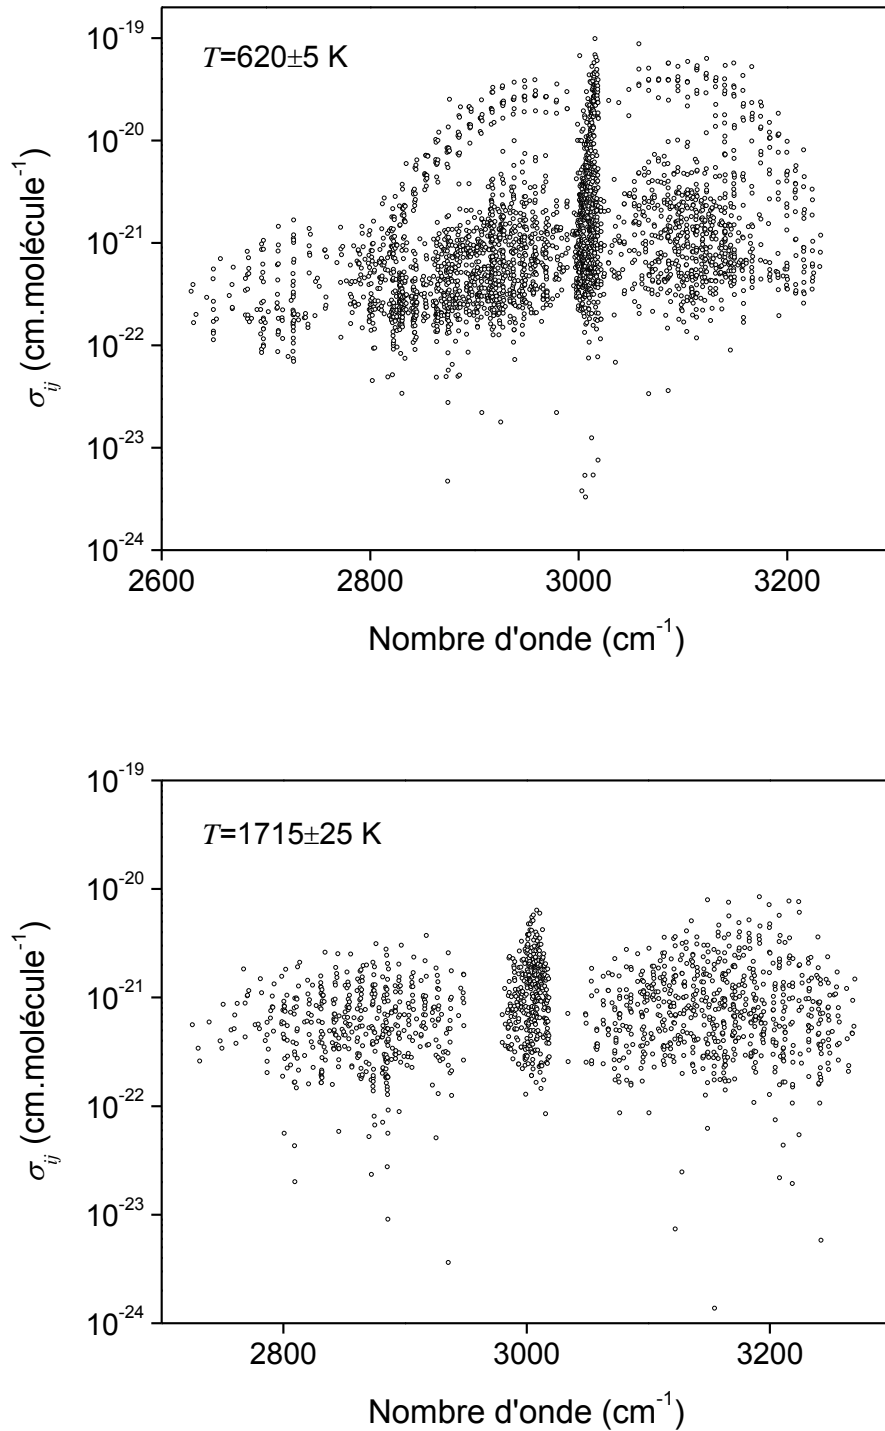 10⁻¹⁹
T=620±5 K
10⁻²⁰
10⁻²¹
10⁻²²
10⁻²³
10⁻²⁴
σij (cm.molécule⁻¹)
2600 2800 3000 3200
Nombre d'onde (cm⁻¹)
10⁻¹⁹
T=1715±25 K
10⁻²⁰
10⁻²¹
10⁻²²
10⁻²³
10⁻²⁴
σij (cm.molécule⁻¹)
2800 3000 3200
Nombre d'onde (cm⁻¹)